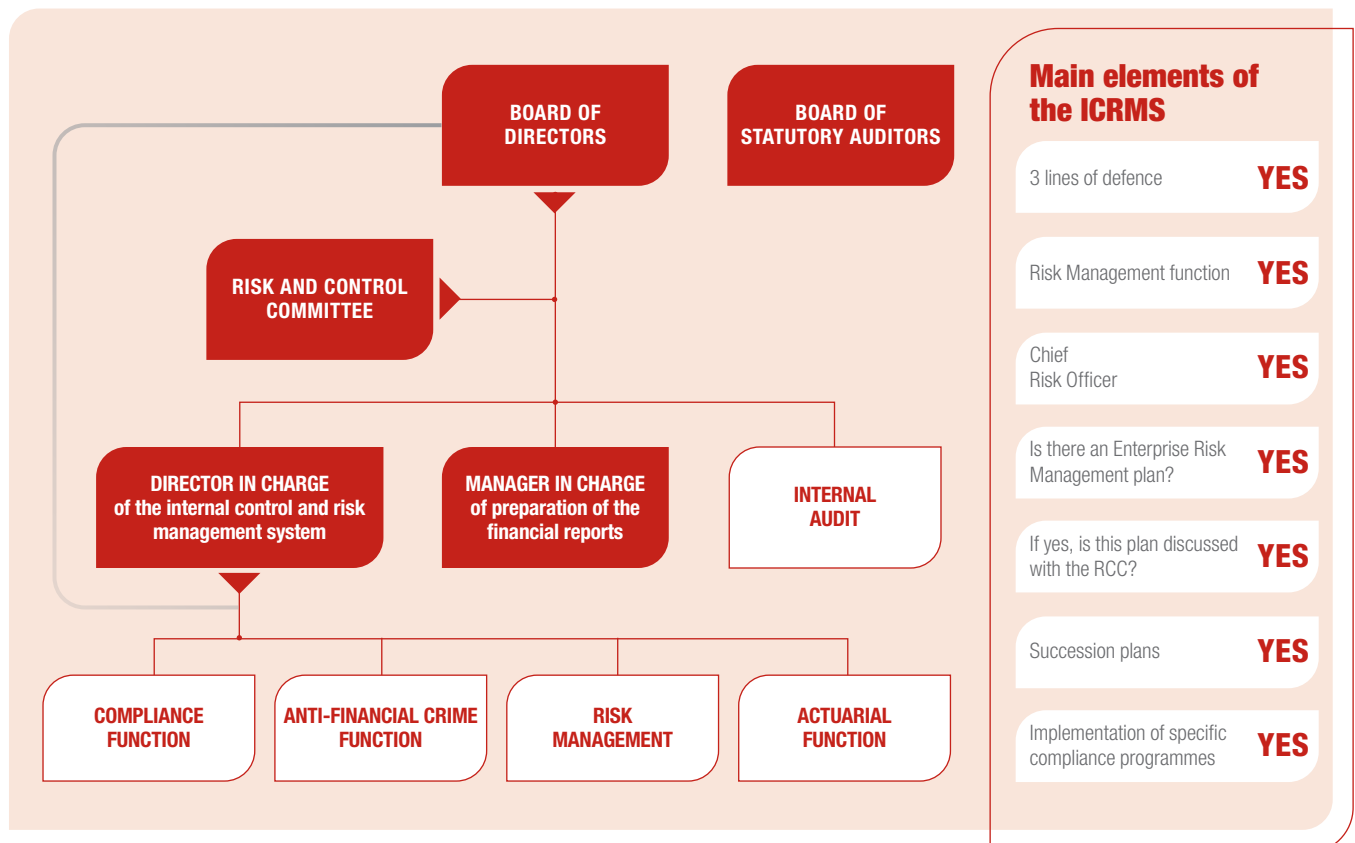 BOARD OF
DIRECTORS
BOARD OF
STATUTORY AUDITORS
RISK AND CONTROL
COMMITTEE
DIRECTOR IN CHARGE
of the internal control and risk
management system
MANAGER IN CHARGE
of preparation of the
financial reports
INTERNAL
AUDIT
COMPLIANCE
FUNCTION
ANTI-FINANCIAL CRIME
FUNCTION
RISK
MANAGEMENT
ACTUARIAL
FUNCTION
Main elements of
the ICRMS
3 lines of defence YES
Risk Management function YES
Chief
Risk Officer YES
Is there an Enterprise Risk
Management plan? YES
If yes, is this plan discussed
with the RCC? YES
Succession plans YES
Implementation of specific
compliance programmes YES